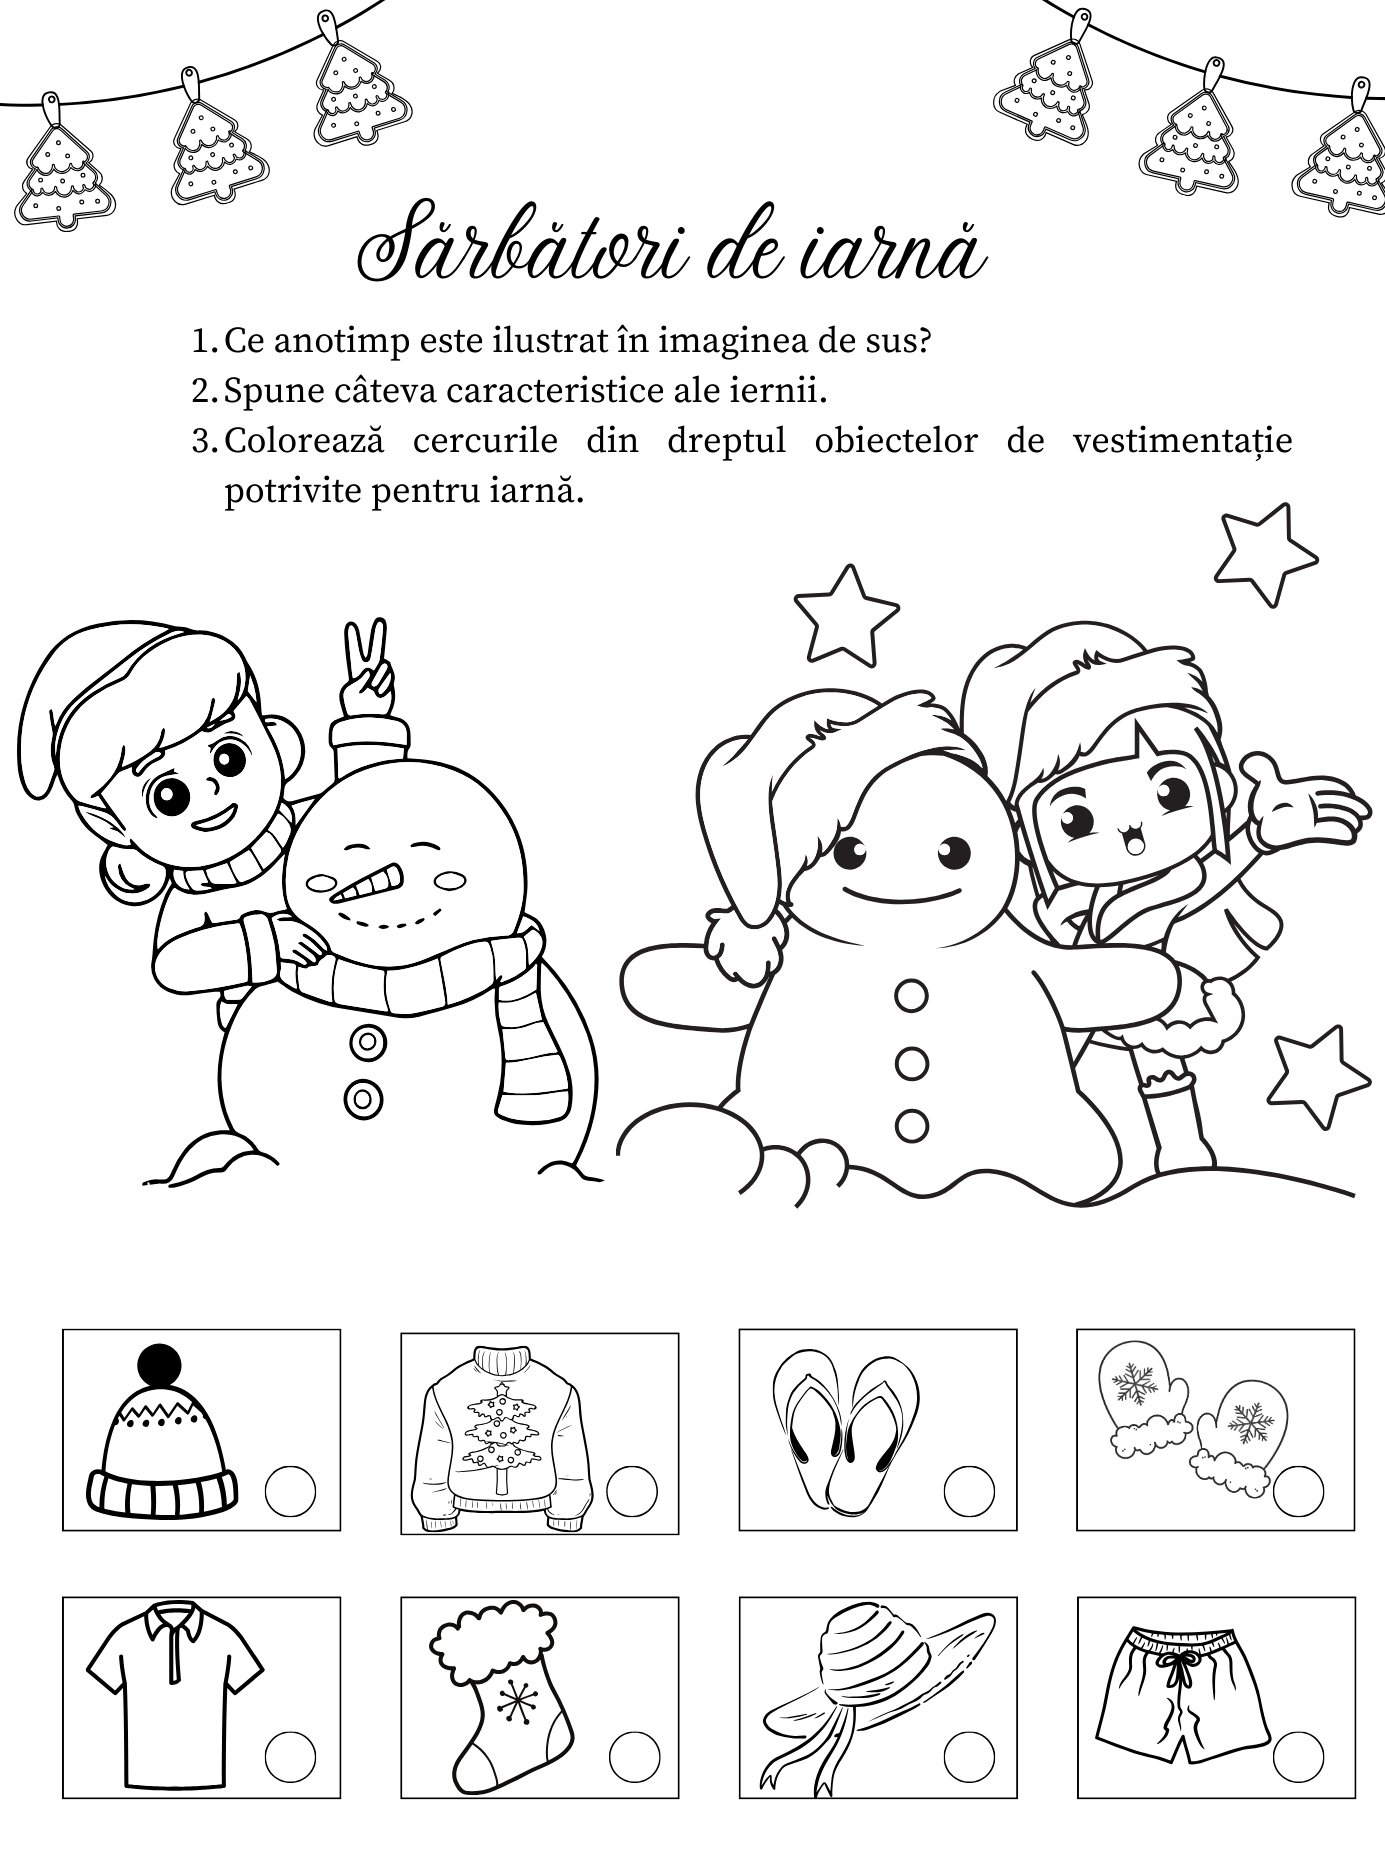 Sărbători de iarnă
1. Ce anotimp este ilustrat în imaginea de sus?
2. Spune câteva caracteristice ale iernii.
3. Colorează cercurile din dreptul obiectelor de vestimentație
potrivite pentru iarnă.